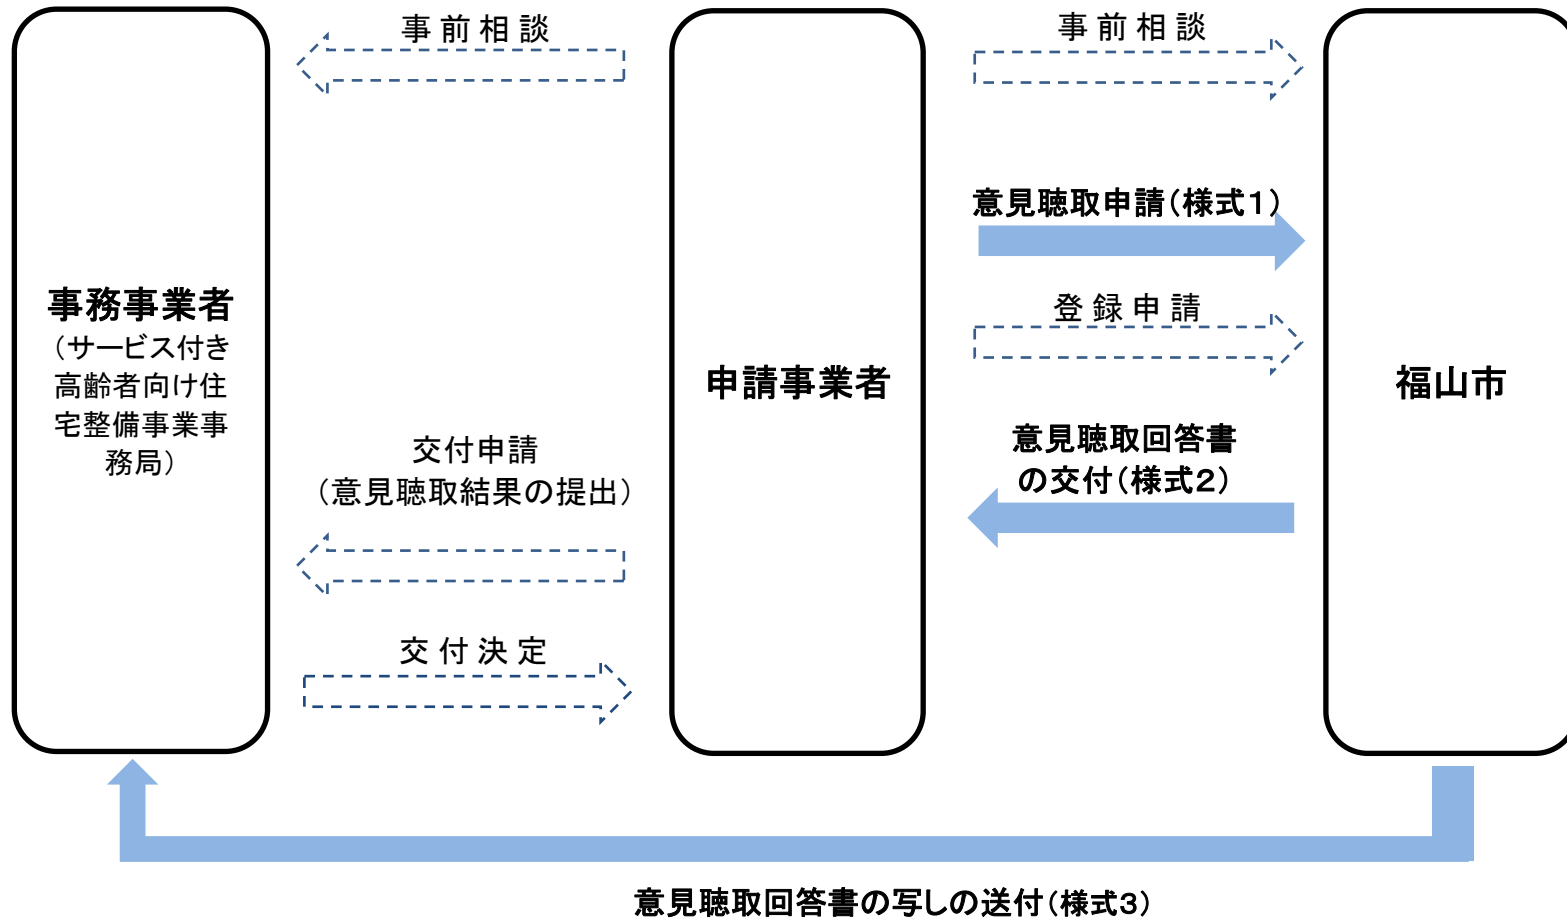 事前相談
事前相談
意見聴取申請（様式１）
登録申請
事務事業者
（サービス付き
高齢者向け住
宅整備事業事
務局）
申請事業者
福山市
意見聴取回答書
の交付（様式２）
交付申請
（意見聴取結果の提出）
交付決定
意見聴取回答書の写しの送付（様式３）